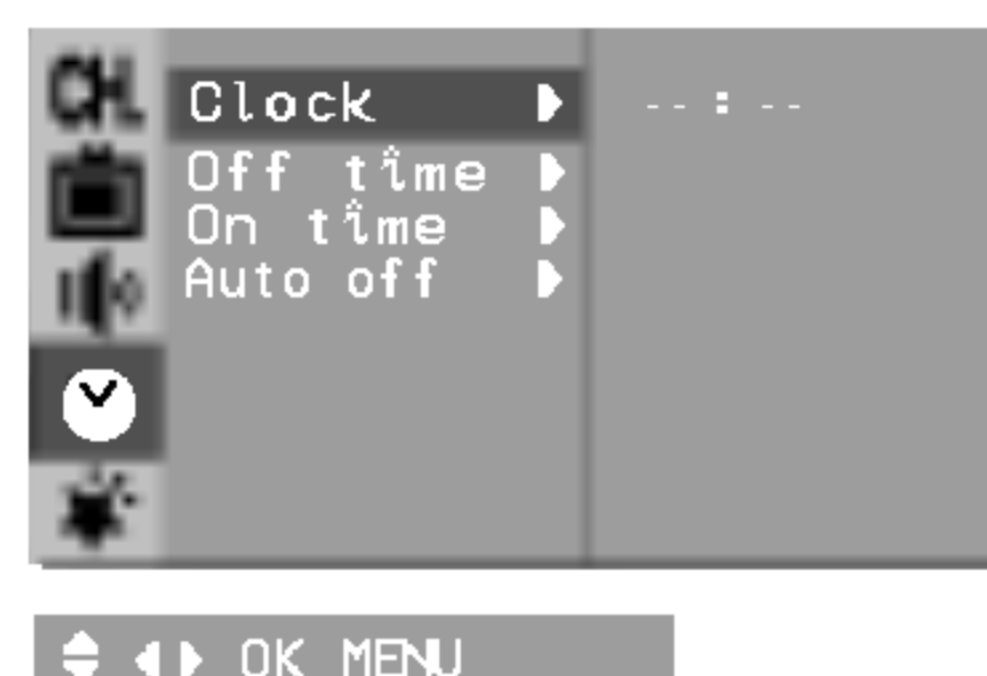 CH.
Clock -- : --
Off time
On time
Auto off
OK MENU